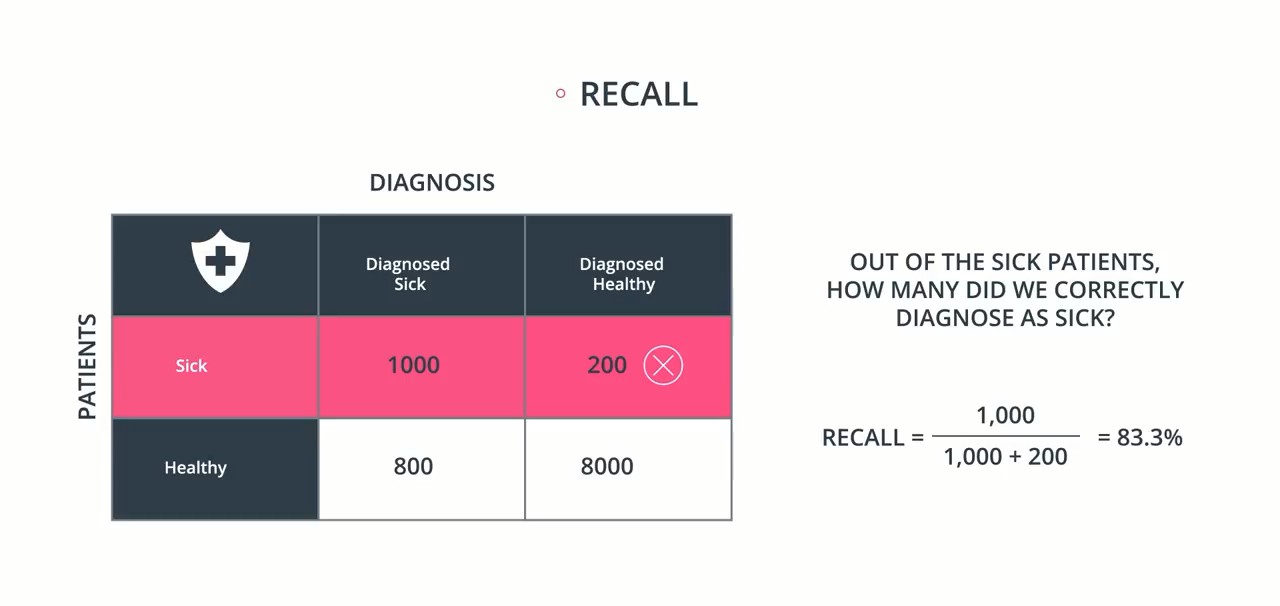 RECALL
DIAGNOSIS
Diagnosed
Sick
Diagnosed
Healthy
PATIENTS
Sick
1000
200
Healthy
800
8000
OUT OF THE SICK PATIENTS,
HOW MANY DID WE CORRECTLY
DIAGNOSE AS SICK?
RECALL = 1,000 / 1,000 + 200 = 83.3%